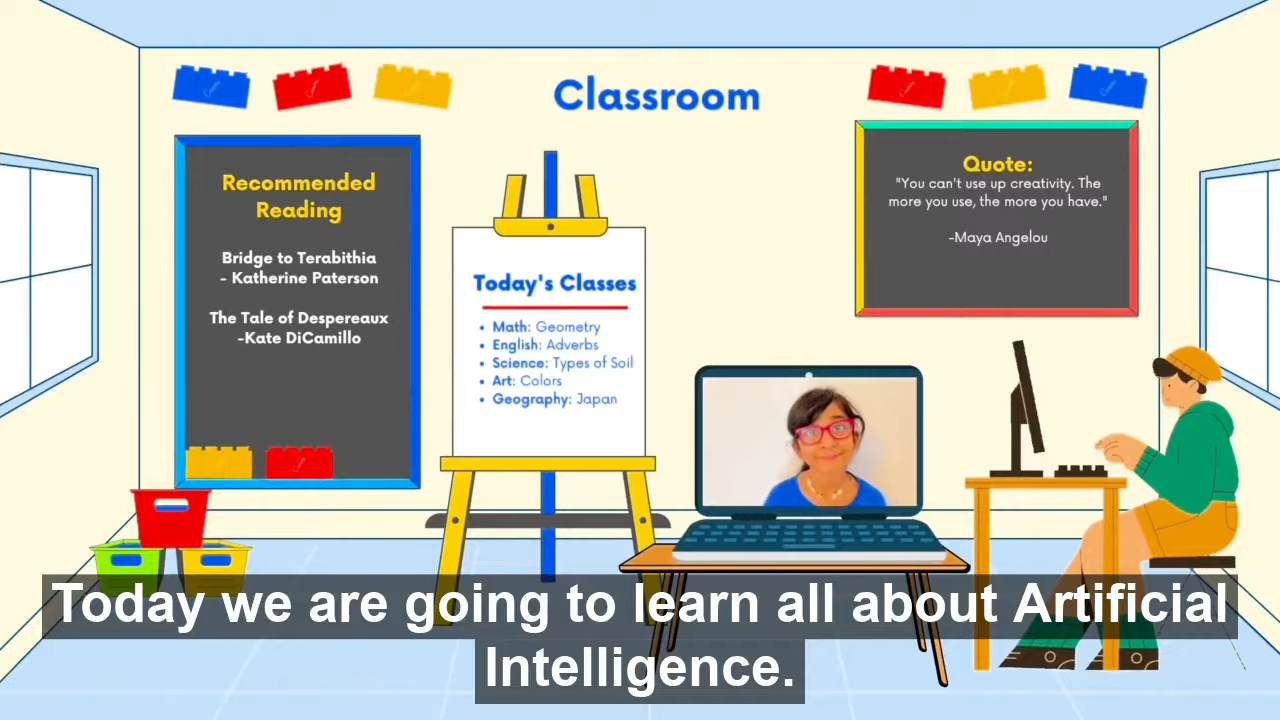 Classroom
Recommended
Reading
Bridge to Terabithia
- Katherine Paterson
The Tale of Despereaux
-Kate DiCamillo
Today's Classes
• Math: Geometry
• English: Adverbs
• Science: Types of Soil
• Art: Colors
• Geography: Japan
Quote:
"You can't use up creativity. The
more you use, the more you have."
-Maya Angelou
Today we are going to learn all about Artificial
Intelligence.